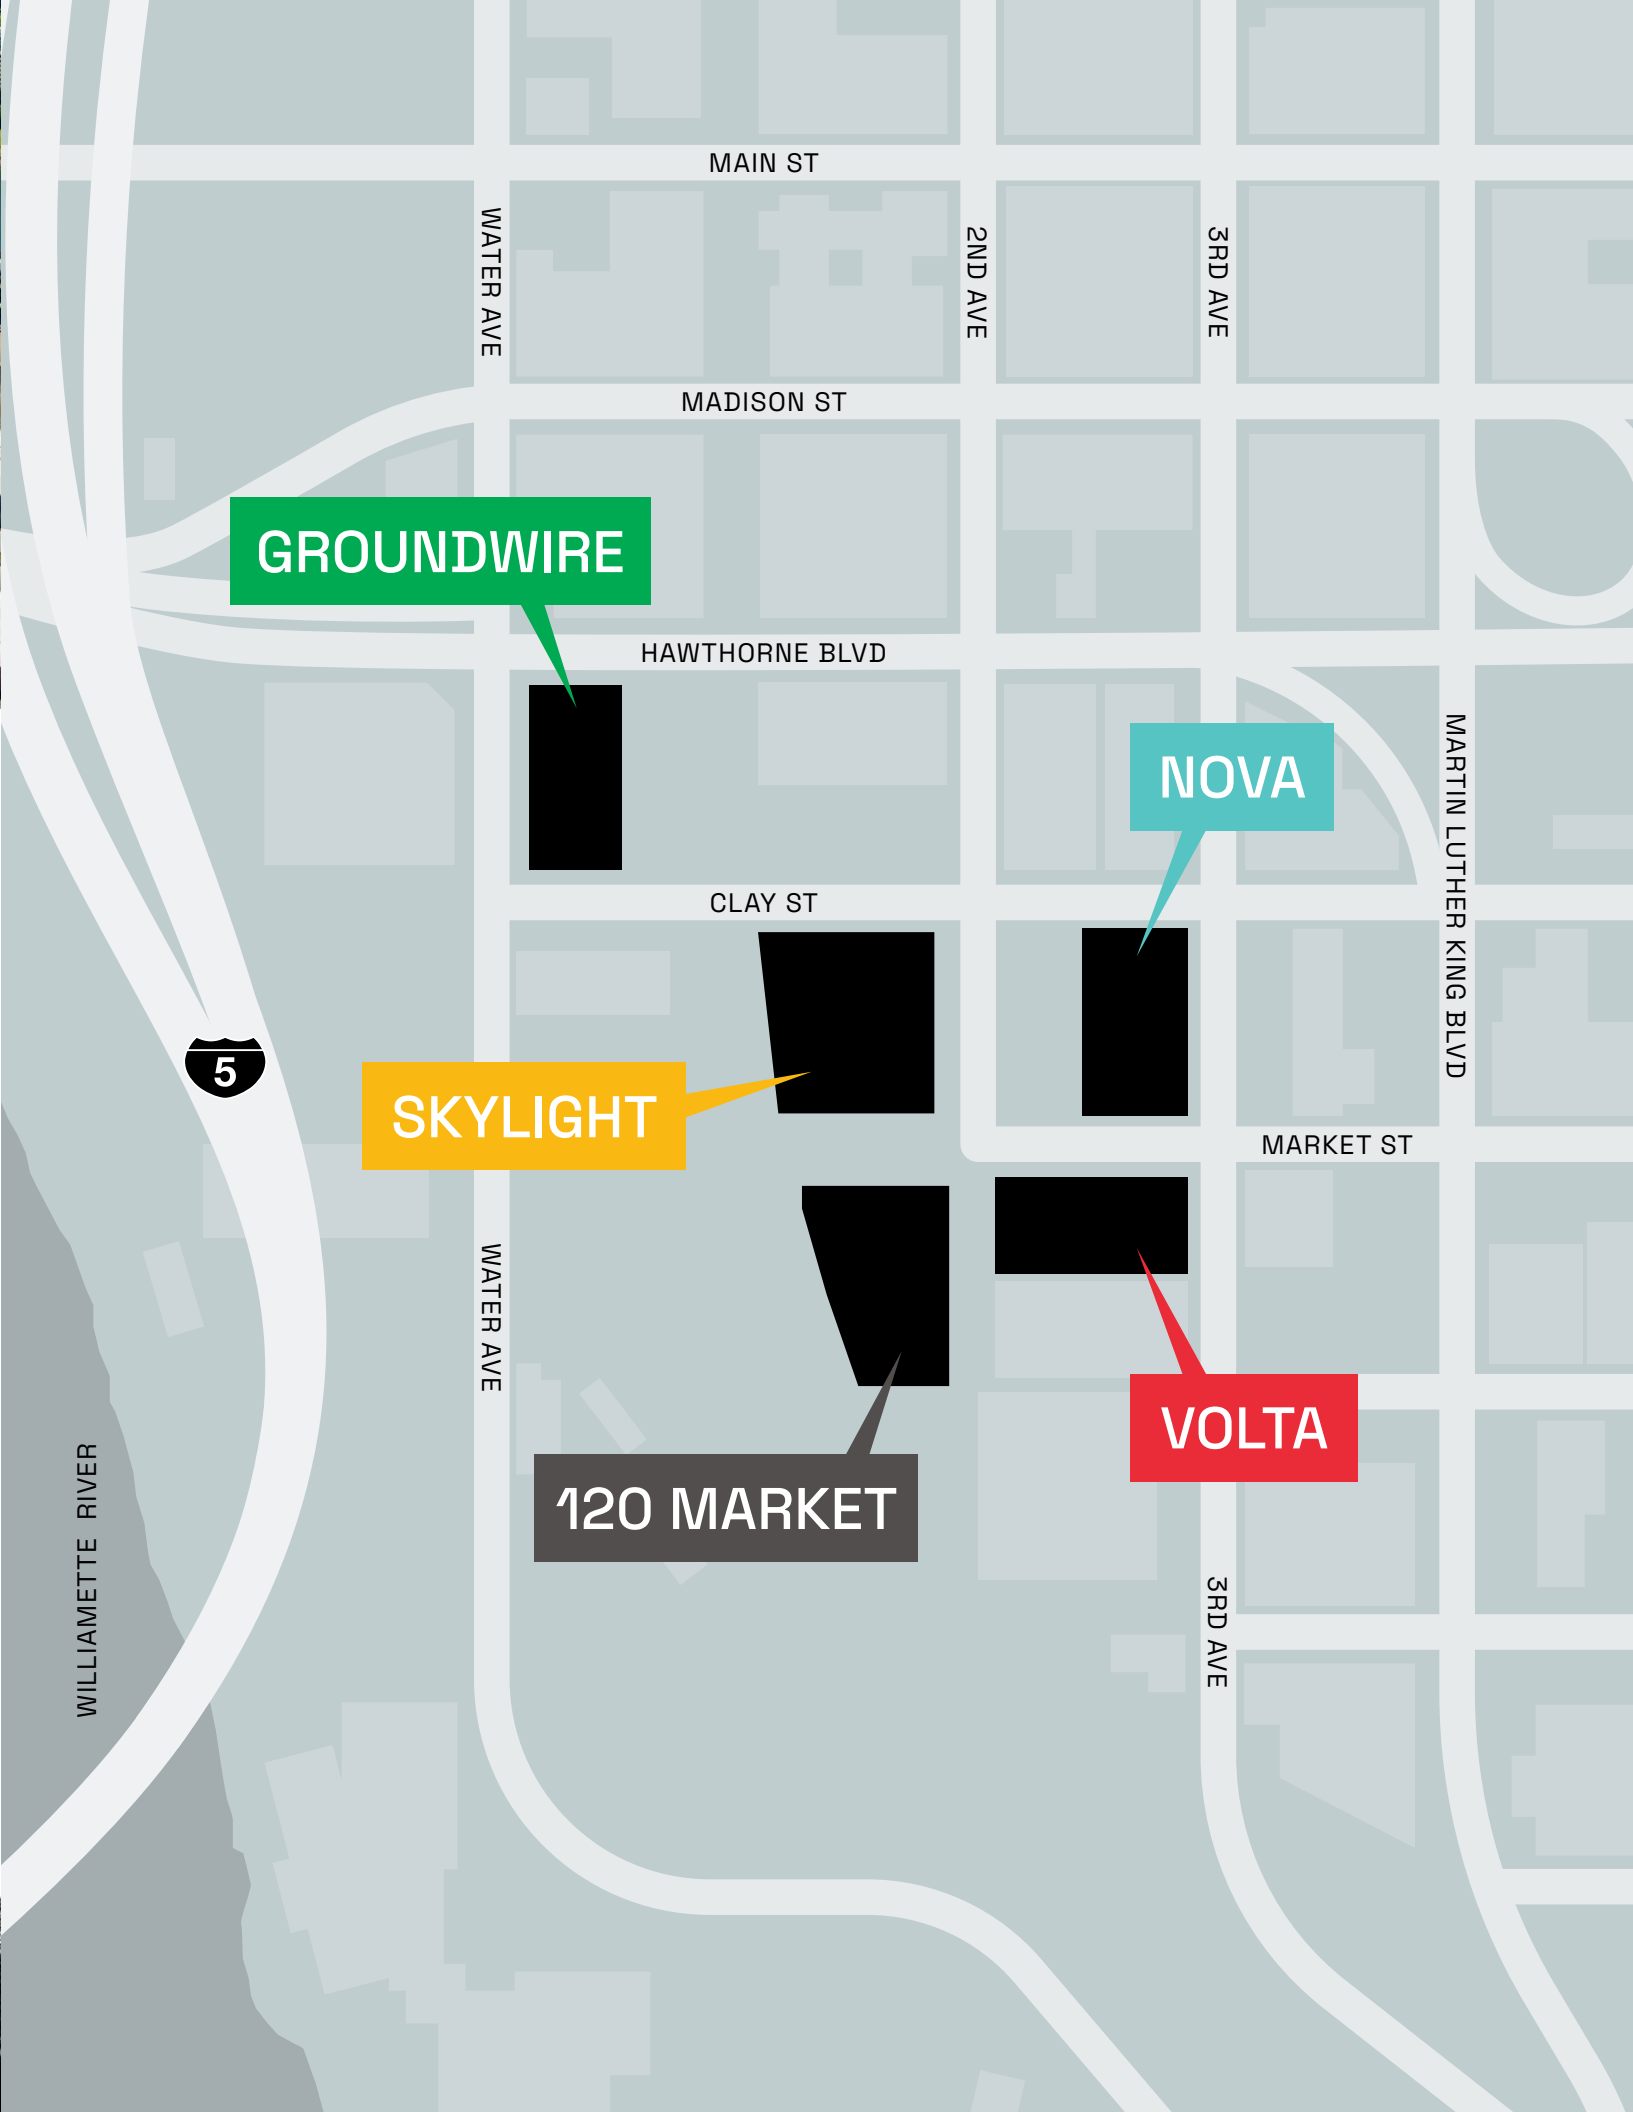 MAIN ST
WATER AVE
2ND AVE
3RD AVE
MADISON ST
GROUNDWIRE
HAWTHORNE BLVD
NOVA
MARTIN LUTHER KING BLVD
CLAY ST
5
SKYLIGHT
MARKET ST
WATER AVE
VOLTA
120 MARKET
WILLIAMETTE RIVER
3RD AVE